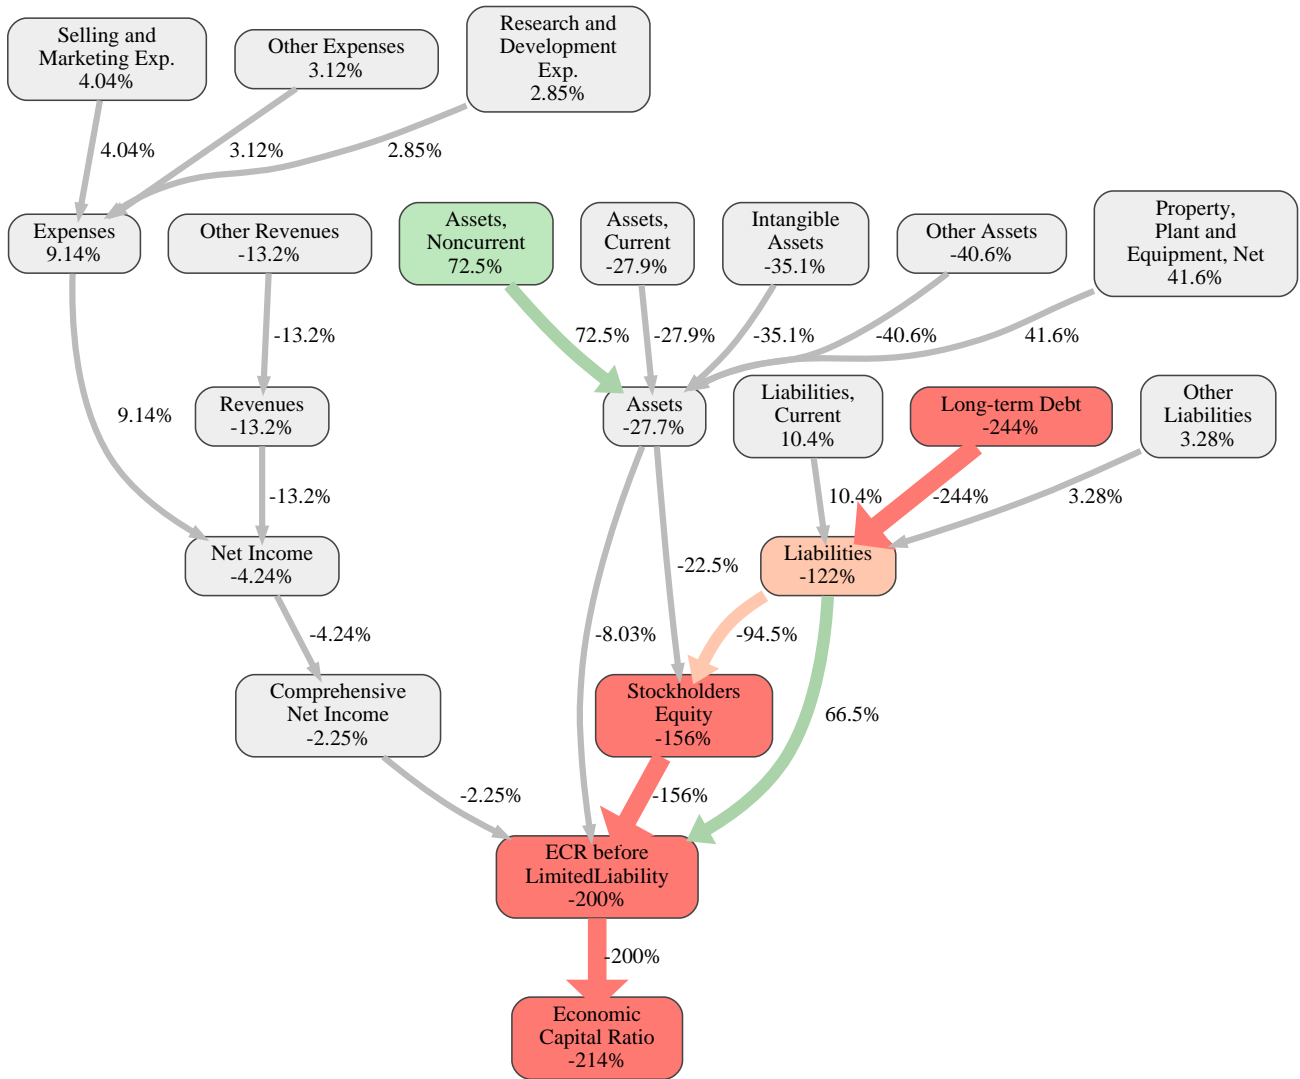 Selling and
Marketing Exp.
4.04%
Other Expenses
3.12%
Research and
Development
Exp.
2.85%
4.04%
3.12%
2.85%
Expenses
9.14%
Other Revenues
-13.2%
Assets,
Noncurrent
72.5%
Assets,
Current
-27.9%
Intangible
Assets
-35.1%
Other Assets
-40.6%
Property,
Plant and
Equipment, Net
41.6%
-13.2%
72.5%
-27.9%
-35.1%
-40.6%
41.6%
9.14%
Revenues
-13.2%
Assets
-27.7%
Liabilities,
Current
10.4%
Long-term Debt
-244%
Other
Liabilities
3.28%
-13.2%
10.4%
-244%
3.28%
Net Income
-4.24%
-22.5%
Liabilities
-122%
-4.24%
-8.03%
-94.5%
Comprehensive
Net Income
-2.25%
Stockholders
Equity
-156%
66.5%
-2.25%
-156%
ECR before
LimitedLiability
-200%
-200%
Economic
Capital Ratio
-214%